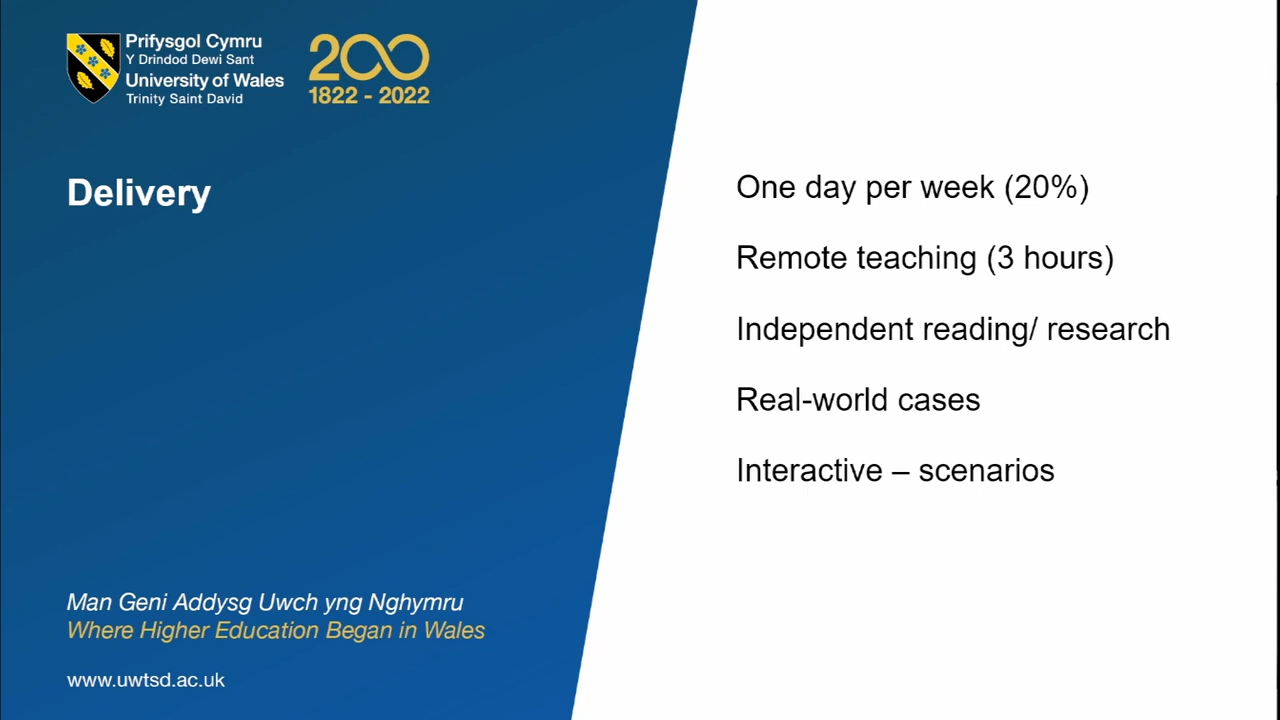 Prifysgol Cymru
Y Drindod Dewi Sant
University of Wales
Trinity Saint David
200
1822 - 2022
Delivery
One day per week (20%)
Remote teaching (3 hours)
Independent reading/ research
Real-world cases
Interactive – scenarios
Man Geni Addysg Uwch yng Nghymru
Where Higher Education Began in Wales
www.uwtsd.ac.uk